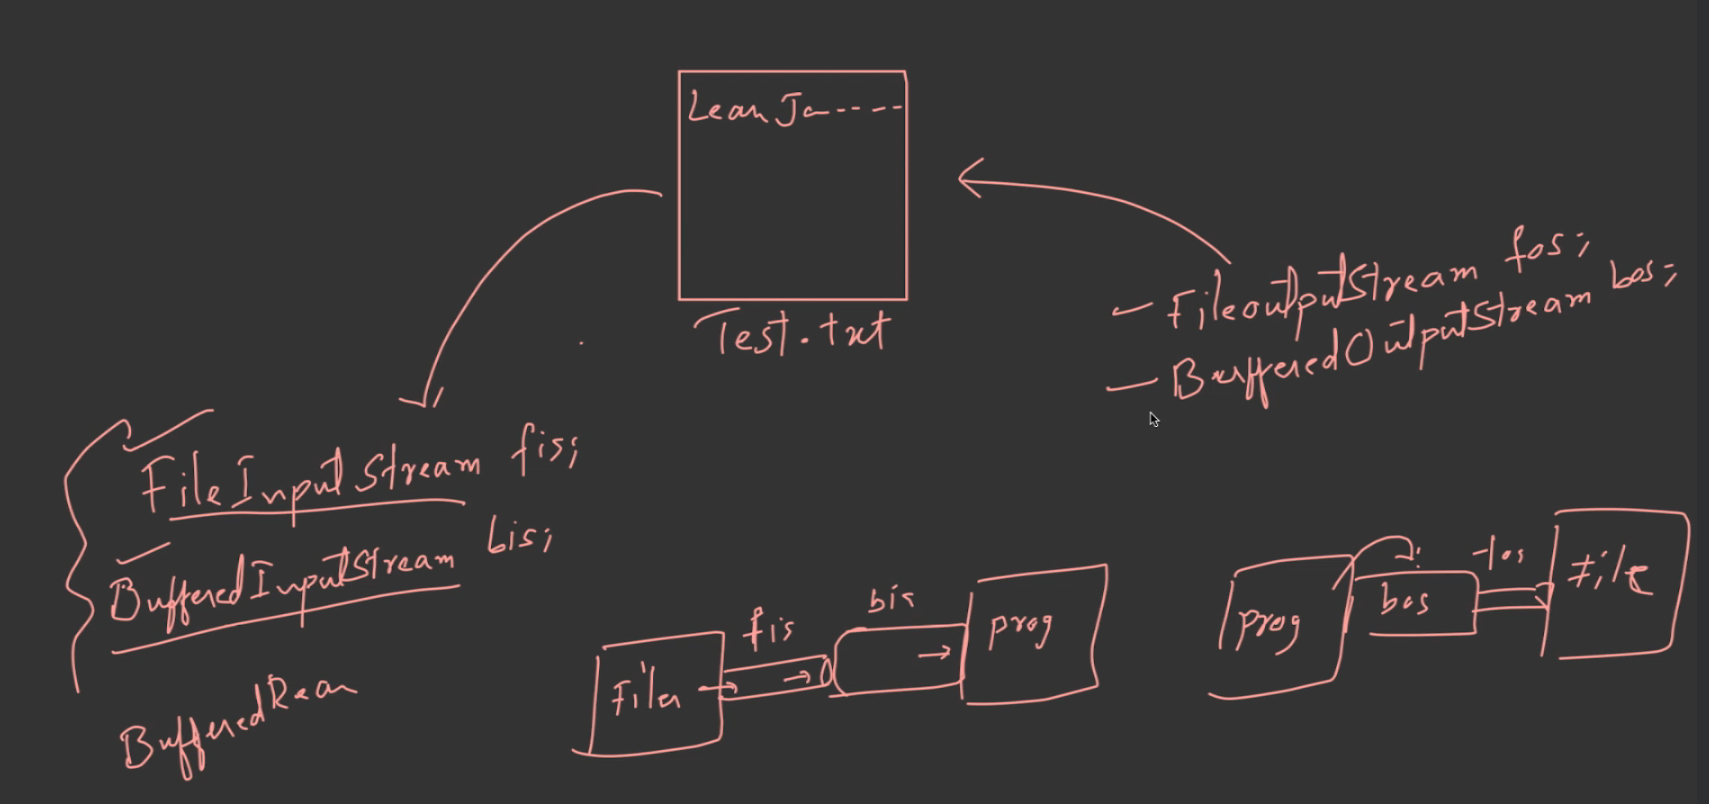 Lean Ja-----
Test.txt
- FileoutputStream fos;
- BufferedOutputStream bos;
FileInputStream fis;
BufferedInputStream bis;
BufferedRean
File
fis
bis
prog
prog
bos
fos
File